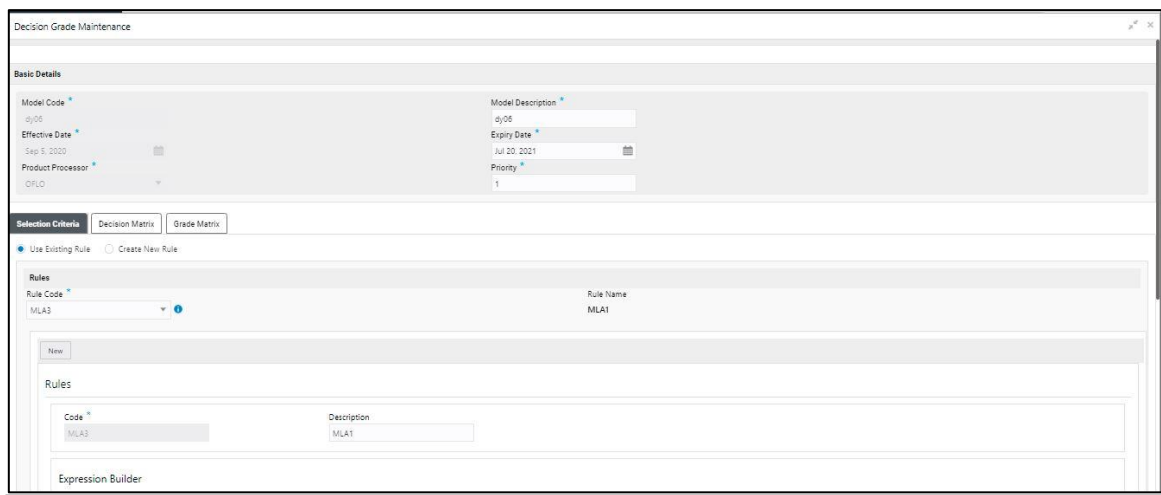 Decision Grade Maintenance
Basic Details
Model Code * Model Description *
dy06 dy06
Effective Date * Expiry Date *
Sep 5, 2020 Jul 20, 2021
Product Processor * Priority *
OFLO 1
Selection Criteria Decision Matrix Grade Matrix
Use Existing Rule Create New Rule
Rules
Rule Code * Rule Name
MLA3 MLA1
New
Rules
Code * Description
MLA3 MLA1
Expression Builder